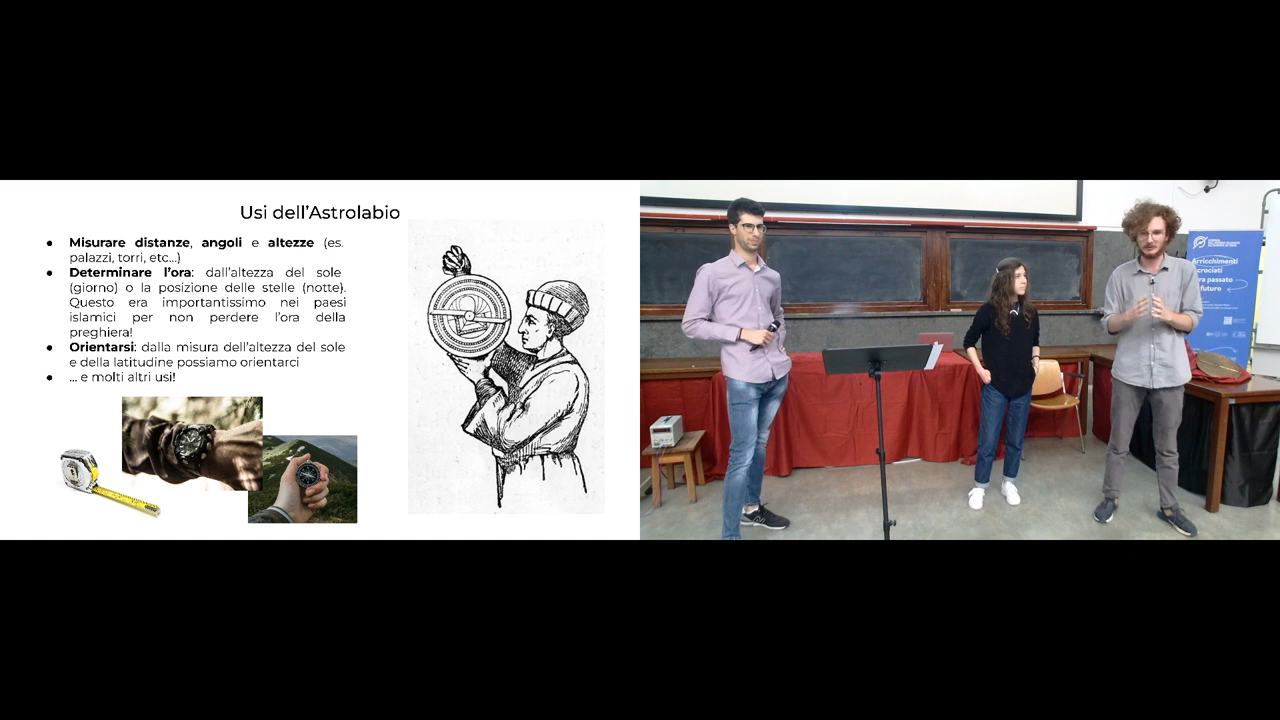 Usi dell'Astrolabio
● Misurare distanze, angoli e altezze (es.
palazzi, torri, etc...)
● Determinare l'ora: dall'altezza del sole
(giorno) o la posizione delle stelle (notte).
Questo era importantissimo nei paesi
islamici per non perdere l'ora della
preghiera!
● Orientarsi: dalla misura dell'altezza del sole
e della latitudine possiamo orientarci
● ... e molti altri usi!
Arricchimenti
crociati
ra passato
futuro